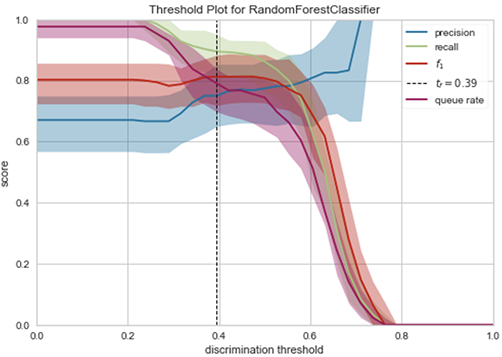 Threshold Plot for RandomForestClassifier
1.0
0.8
0.6
0.4
0.2
0.0
score
precision
recall
f1
tr = 0.39
queue rate
0.0 0.2 0.4 0.6 0.8 1.0
discrimination threshold